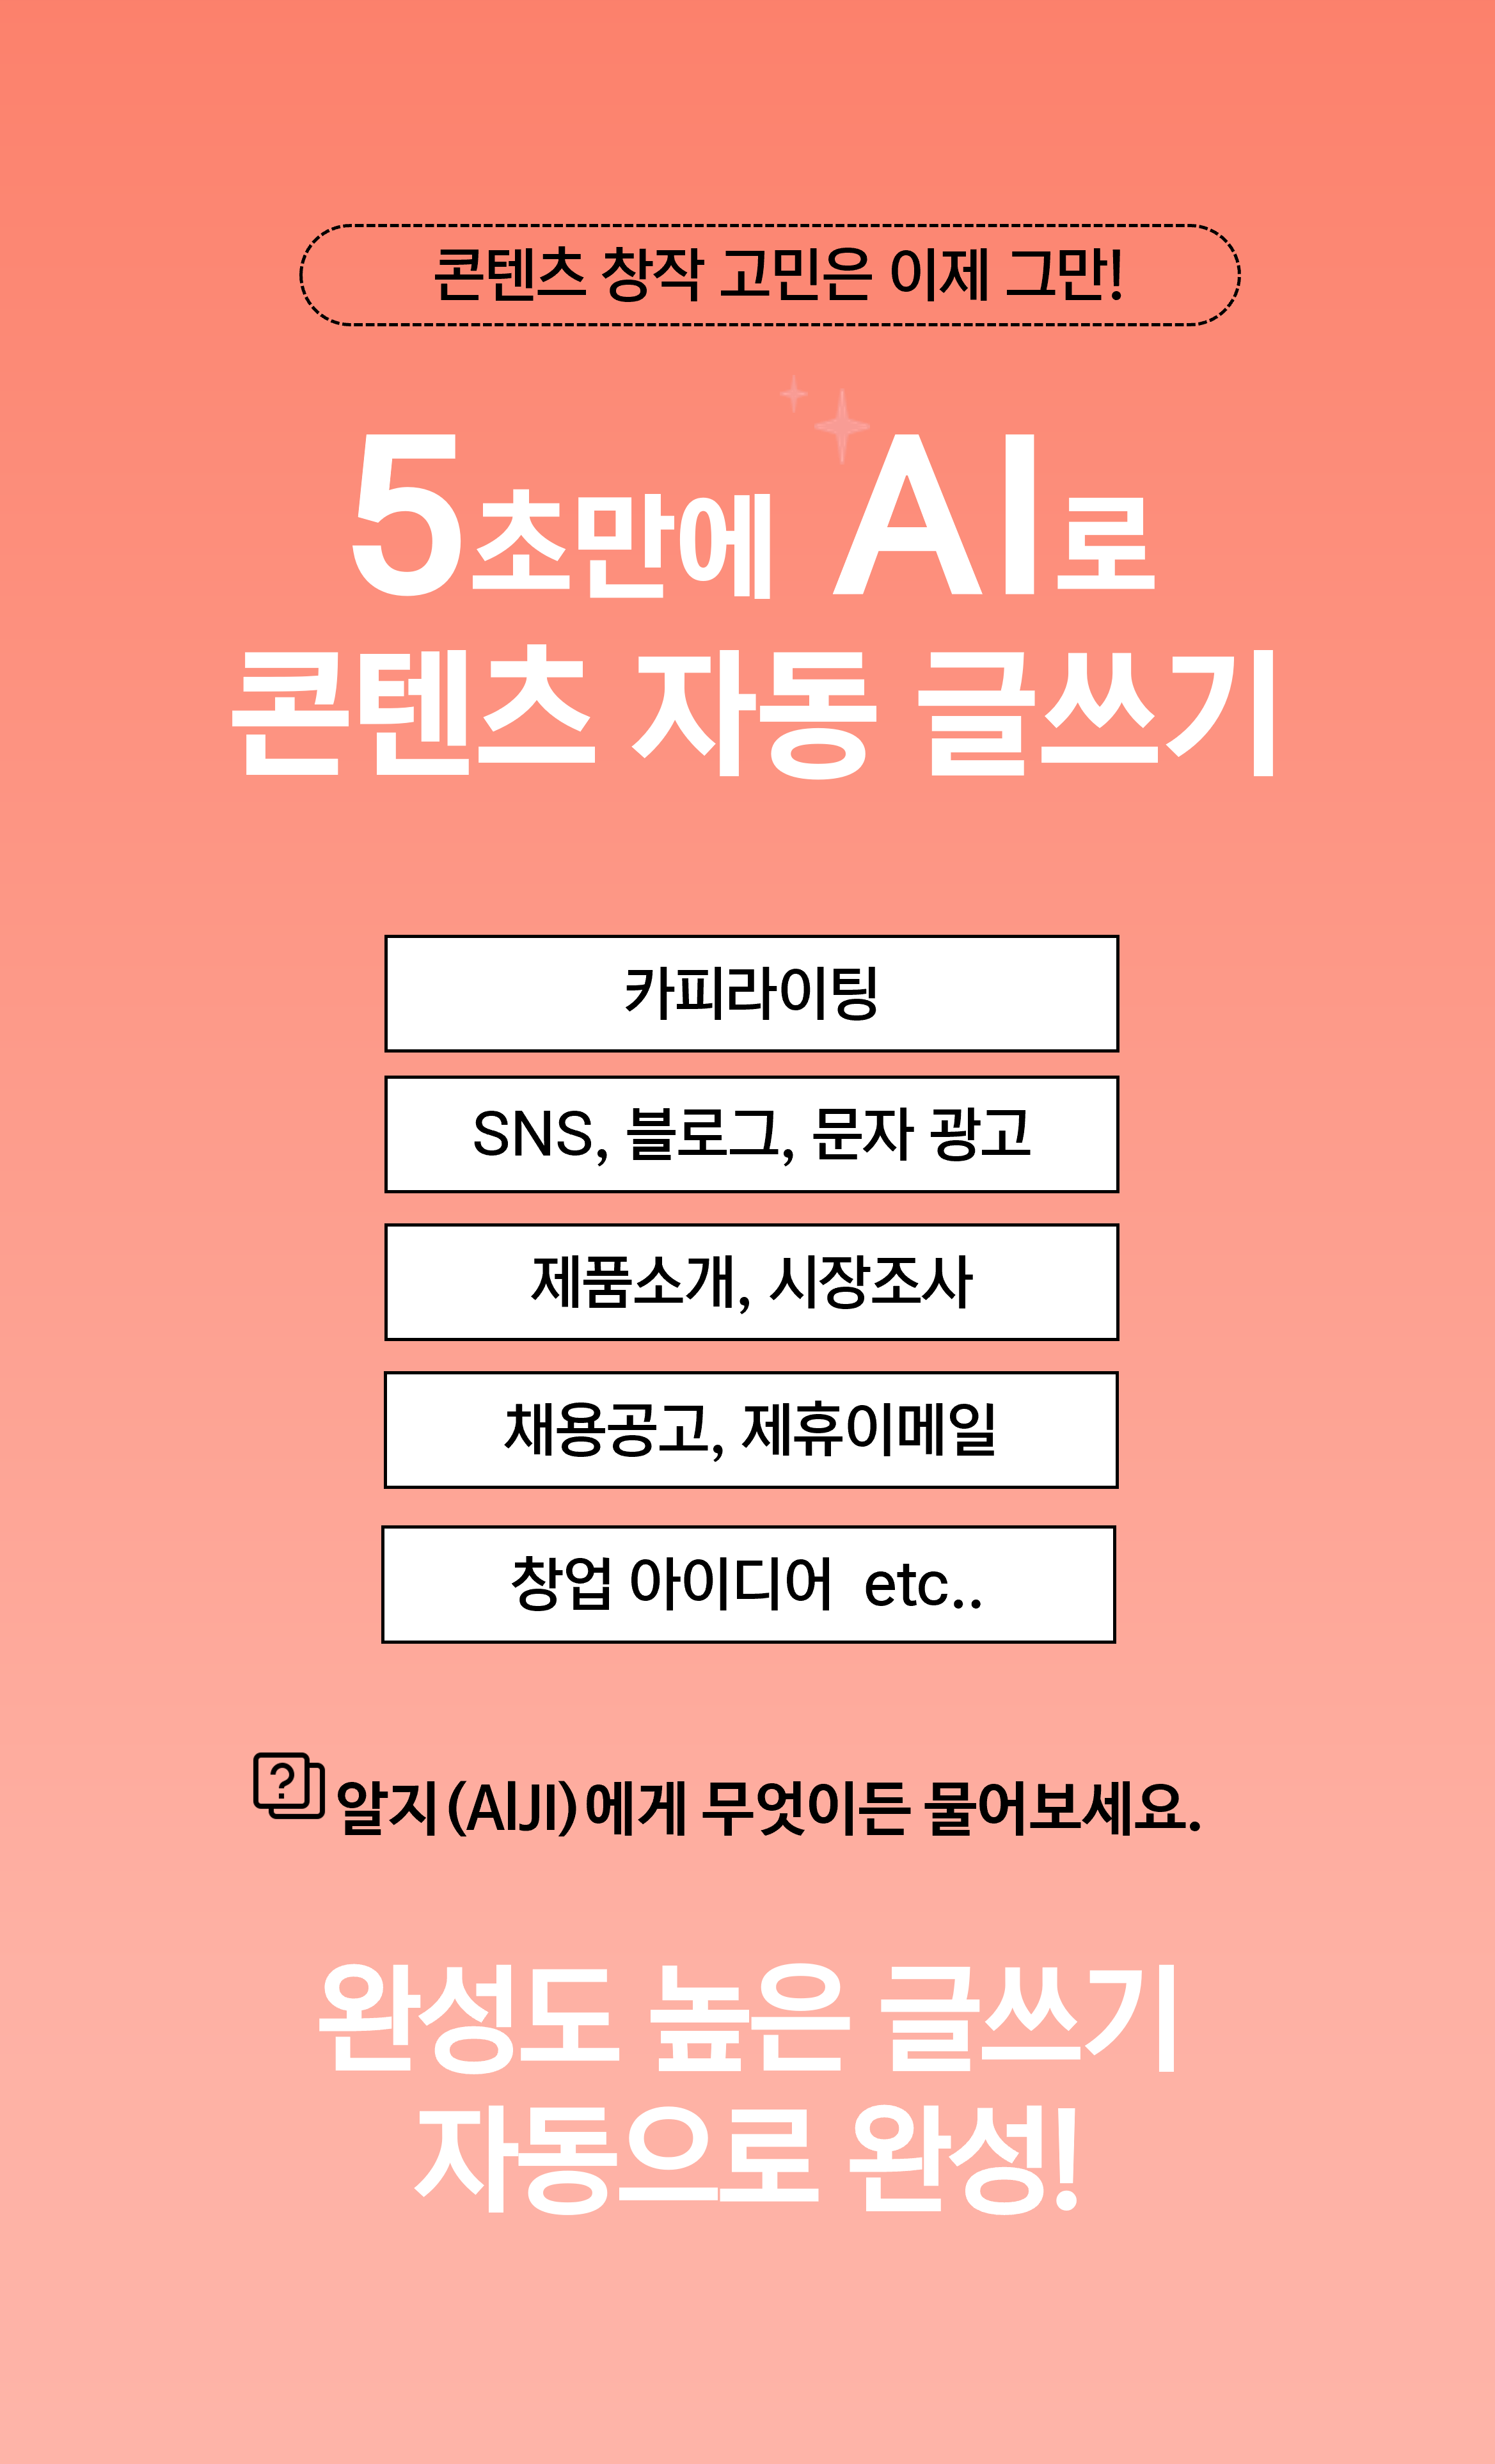 콘텐츠 창작 고민은 이제 그만!
5초만에 AI로
콘텐츠 자동 글쓰기
카피라이팅
SNS, 블로그, 문자 광고
제품소개, 시장조사
채용공고, 제휴이메일
창업 아이디어 etc..
?
알지(AIJI)에게 무엇이든 물어보세요.
완성도 높은 글쓰기
자동으로 완성!